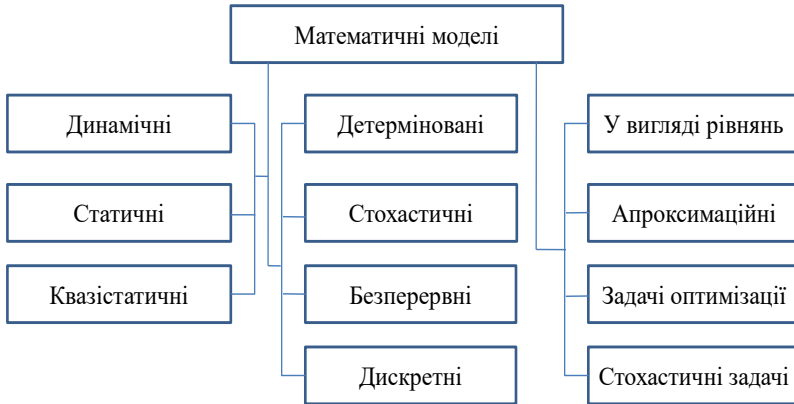 Математичні моделі
Динамічні
Статичні
Квазістатичні
Детерміновані
Стохастичні
Безперервні
Дискретні
У вигляді рівнянь
Апроксимаційні
Задачі оптимізації
Стохастичні задачі